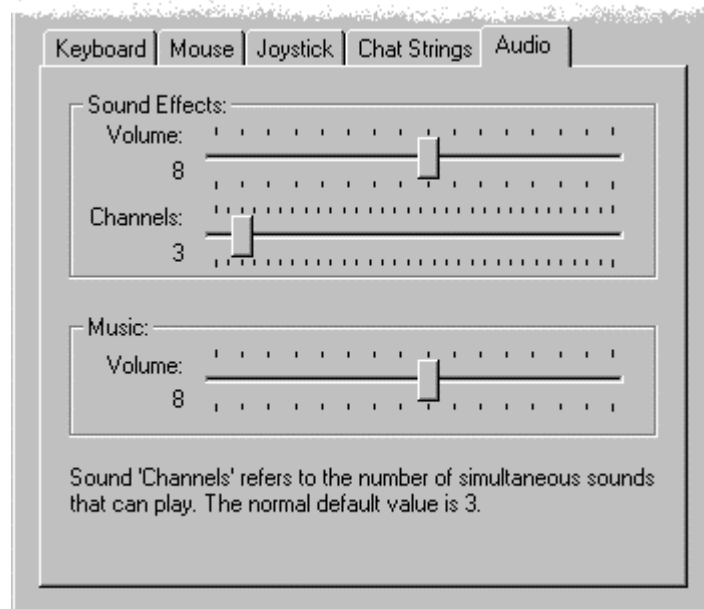 Keyboard Mouse Joystick Chat Strings Audio
Sound Effects:
Volume:
8
Channels:
3
Music:
Volume:
8
Sound 'Channels' refers to the number of simultaneous sounds
that can play. The normal default value is 3.